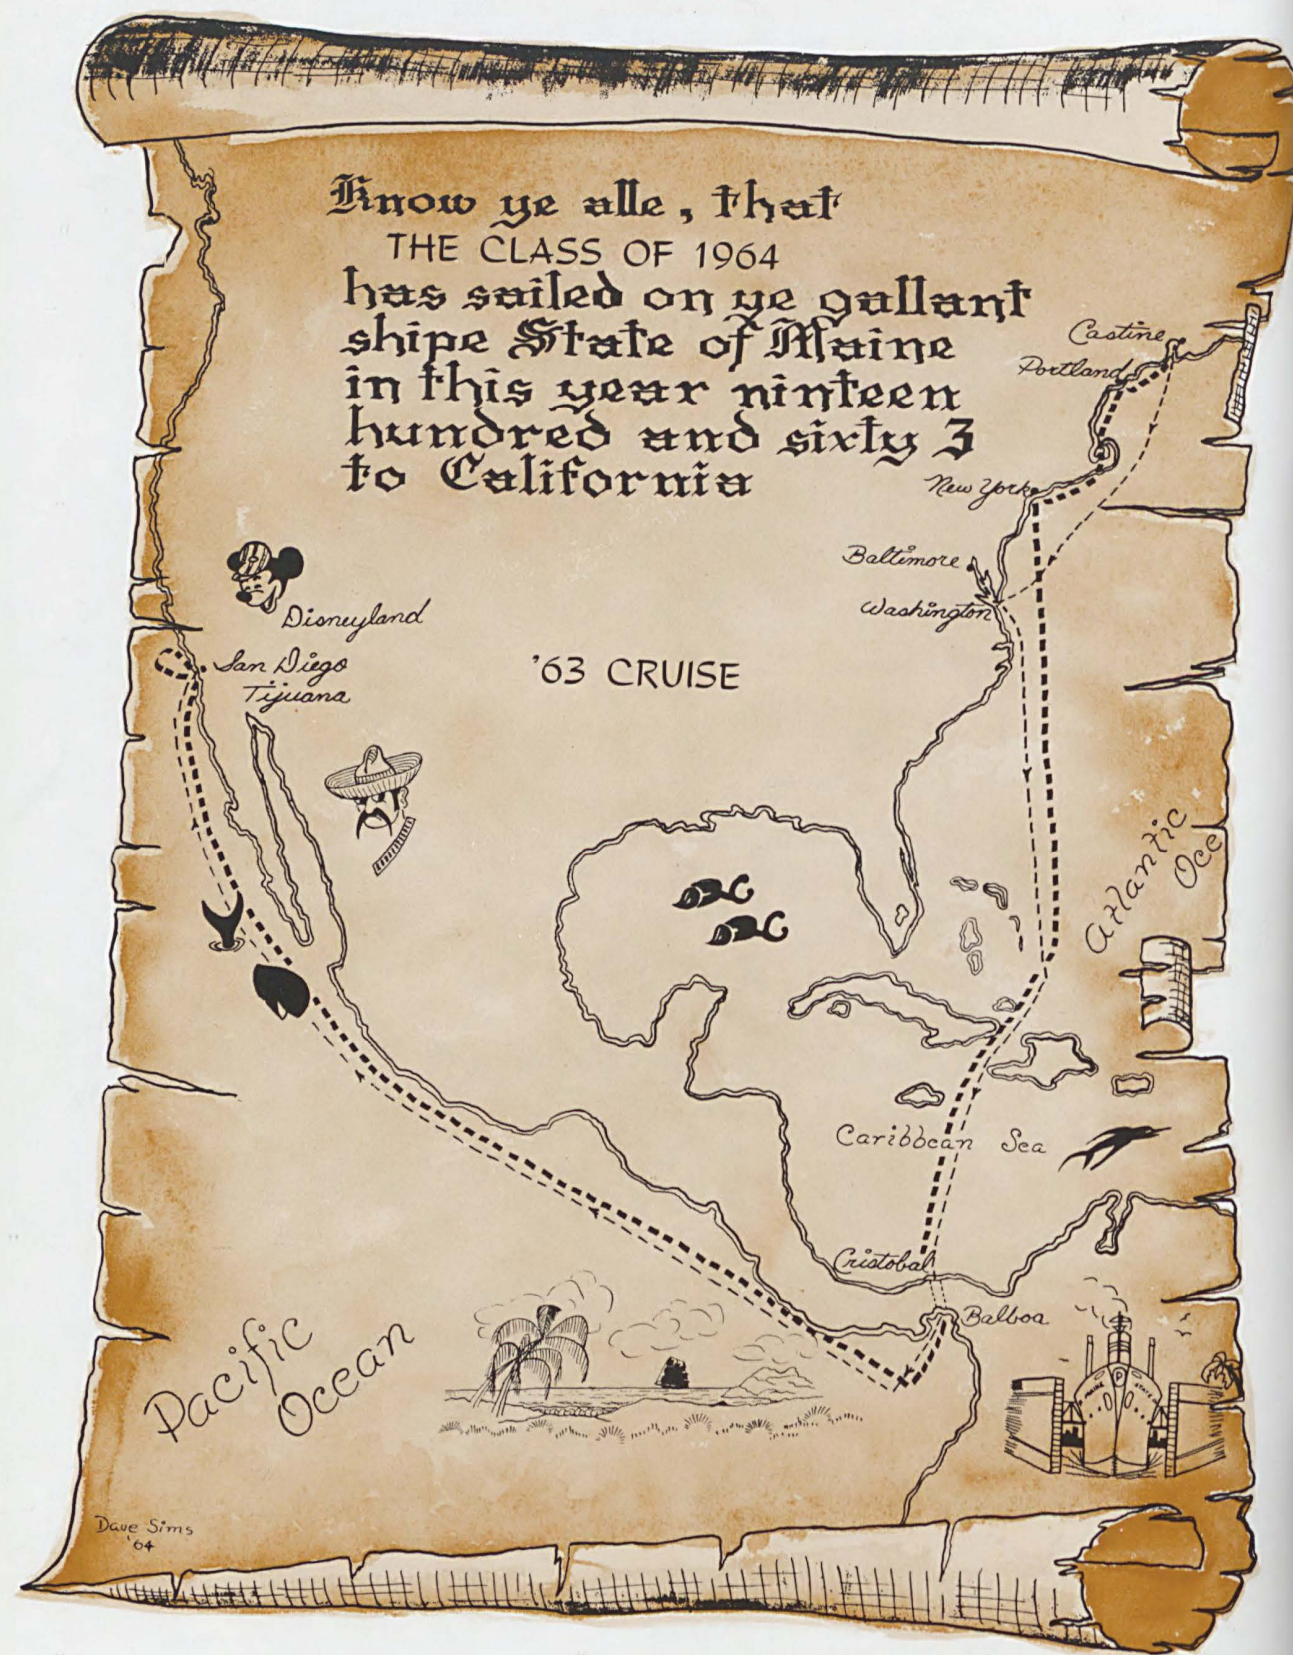 Know ye alle, that
THE CLASS OF 1964
has sailed on ye gallant
shipe State of Maine
in this year ninteen
hundred and sixty 3
to California
Castine
Portland
New York
Baltimore
Washington
Disneyland
San Diego
Tijuana
'63 CRUISE
Atlantic
Oce
Caribbean Sea
Cristobal
Balboa
Pacific
Ocean
MAINE
STATE
P
Dave Sims
'64